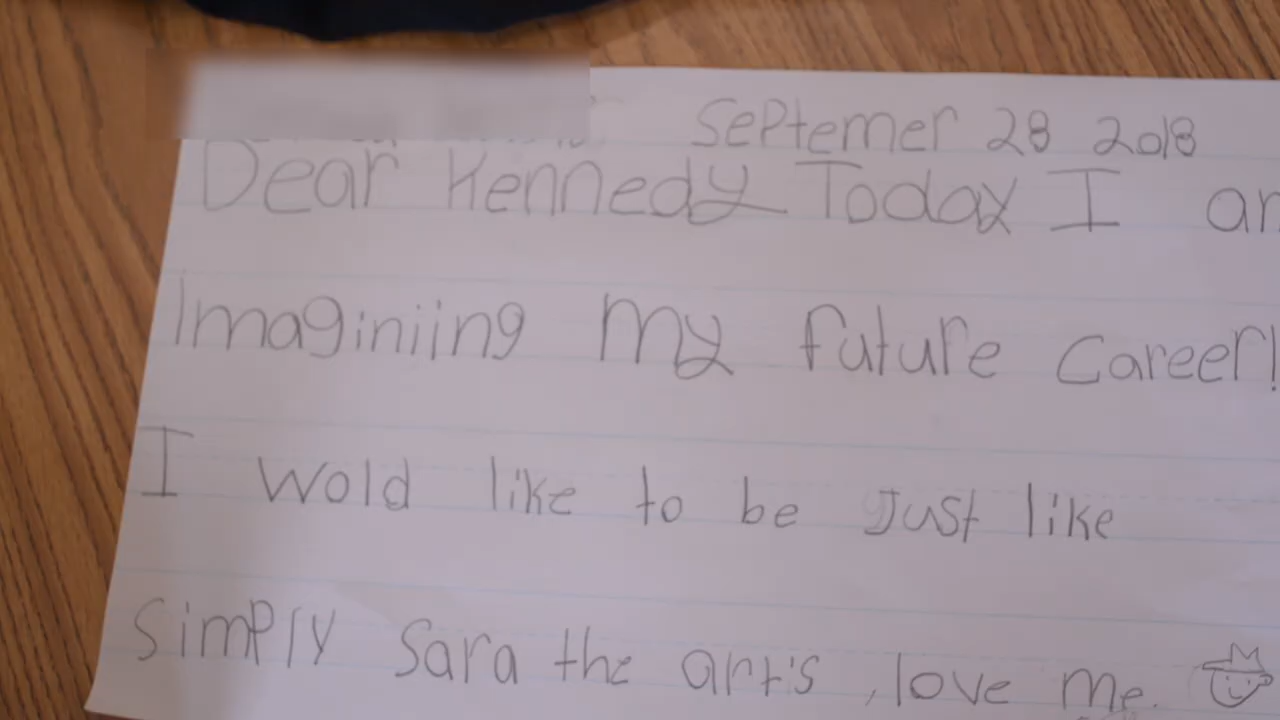 Septemer 28 2018
Dear Kennedy Today I
Imaginiing my future career!
I wold like to be Just like
Simply Sara the art's , love me.